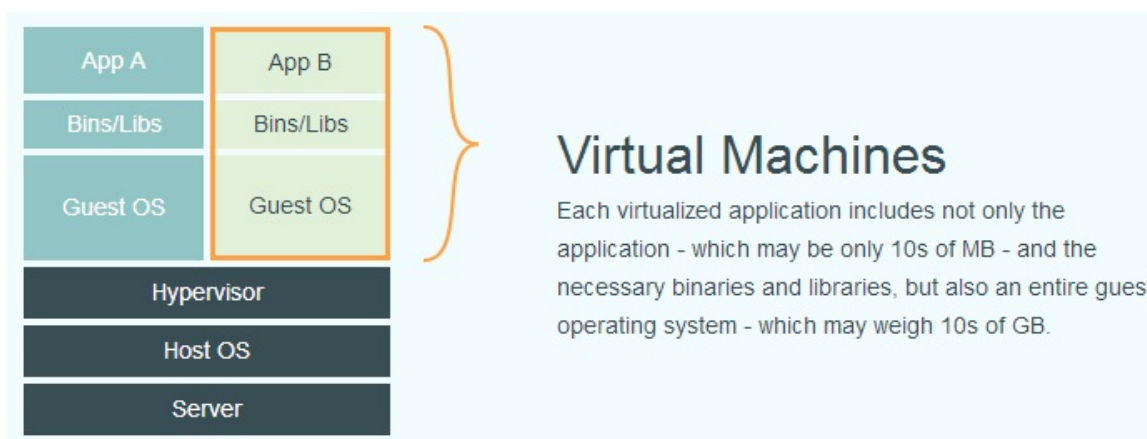 App A
App B
Bins/Libs
Bins/Libs
Guest OS
Guest OS
Hypervisor
Host OS
Server
Virtual Machines
Each virtualized application includes not only the
application - which may be only 10s of MB - and the
necessary binaries and libraries, but also an entire gues
operating system - which may weigh 10s of GB.